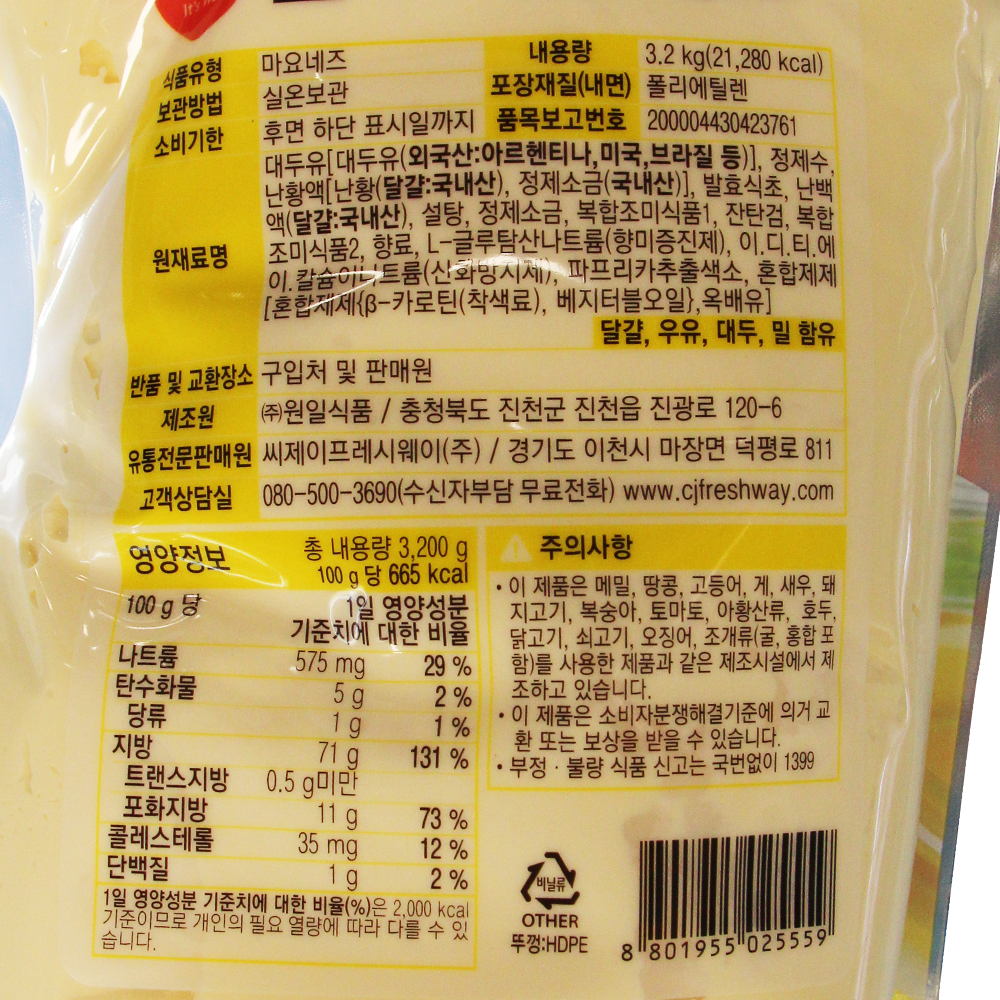 It's
식품유형 마요네즈 내용량 3.2 kg(21,280 kcal)
보관방법 실온보관 포장재질(내면) 폴리에틸렌
소비기한 후면 하단 표시일까지 품목보고번호 200004430423761
원재료명
대두유[대두유(외국산:아르헨티나,미국,브라질 등)], 정제수,
난황액[난황(달걀:국내산), 정제소금(국내산)], 발효식초, 난백
액(달걀:국내산), 설탕, 정제소금, 복합조미식품1, 잔탄검, 복합
조미식품2, 향료, L-글루탐산나트륨(향미증진제), 이.디.티.에
이.칼슘이나트륨(산화방지제), 파프리카추출색소, 혼합제제
[혼합제제{β-카로틴(착색료), 베지터블오일},옥배유]
달걀, 우유, 대두, 밀 함유
반품 및 교환장소 구입처 및 판매원
제조원 ㈜원일식품 / 충청북도 진천군 진천읍 진광로 120-6
유통전문판매원 씨제이프레시웨이(주) / 경기도 이천시 마장면 덕평로 811
고객상담실 080-500-3690(수신자부담 무료전화) www.cjfreshway.com
영양정보 총 내용량 3,200 g
100 g 당 665 kcal
100 g 당 1일 영양성분
기준치에 대한 비율
나트륨 575 mg 29 %
탄수화물 5 g 2 %
당류 1 g 1 %
지방 71 g 131 %
트랜스지방 0.5 g미만
포화지방 11 g 73 %
콜레스테롤 35 mg 12 %
단백질 1 g 2 %
1일 영양성분 기준치에 대한 비율(%)은 2,000 kcal
기준이므로 개인의 필요 열량에 따라 다를 수 있
습니다.
주의사항
• 이 제품은 메밀, 땅콩, 고등어, 게, 새우, 돼
지고기, 복숭아, 토마토, 아황산류, 호두,
닭고기, 쇠고기, 오징어, 조개류(굴, 홍합 포
함)를 사용한 제품과 같은 제조시설에서 제
조하고 있습니다.
• 이 제품은 소비자분쟁해결기준에 의거 교
환 또는 보상을 받을 수 있습니다.
• 부정 · 불량 식품 신고는 국번없이 1399
비닐류
OTHER
뚜껑:HDPE
8 801955 025559